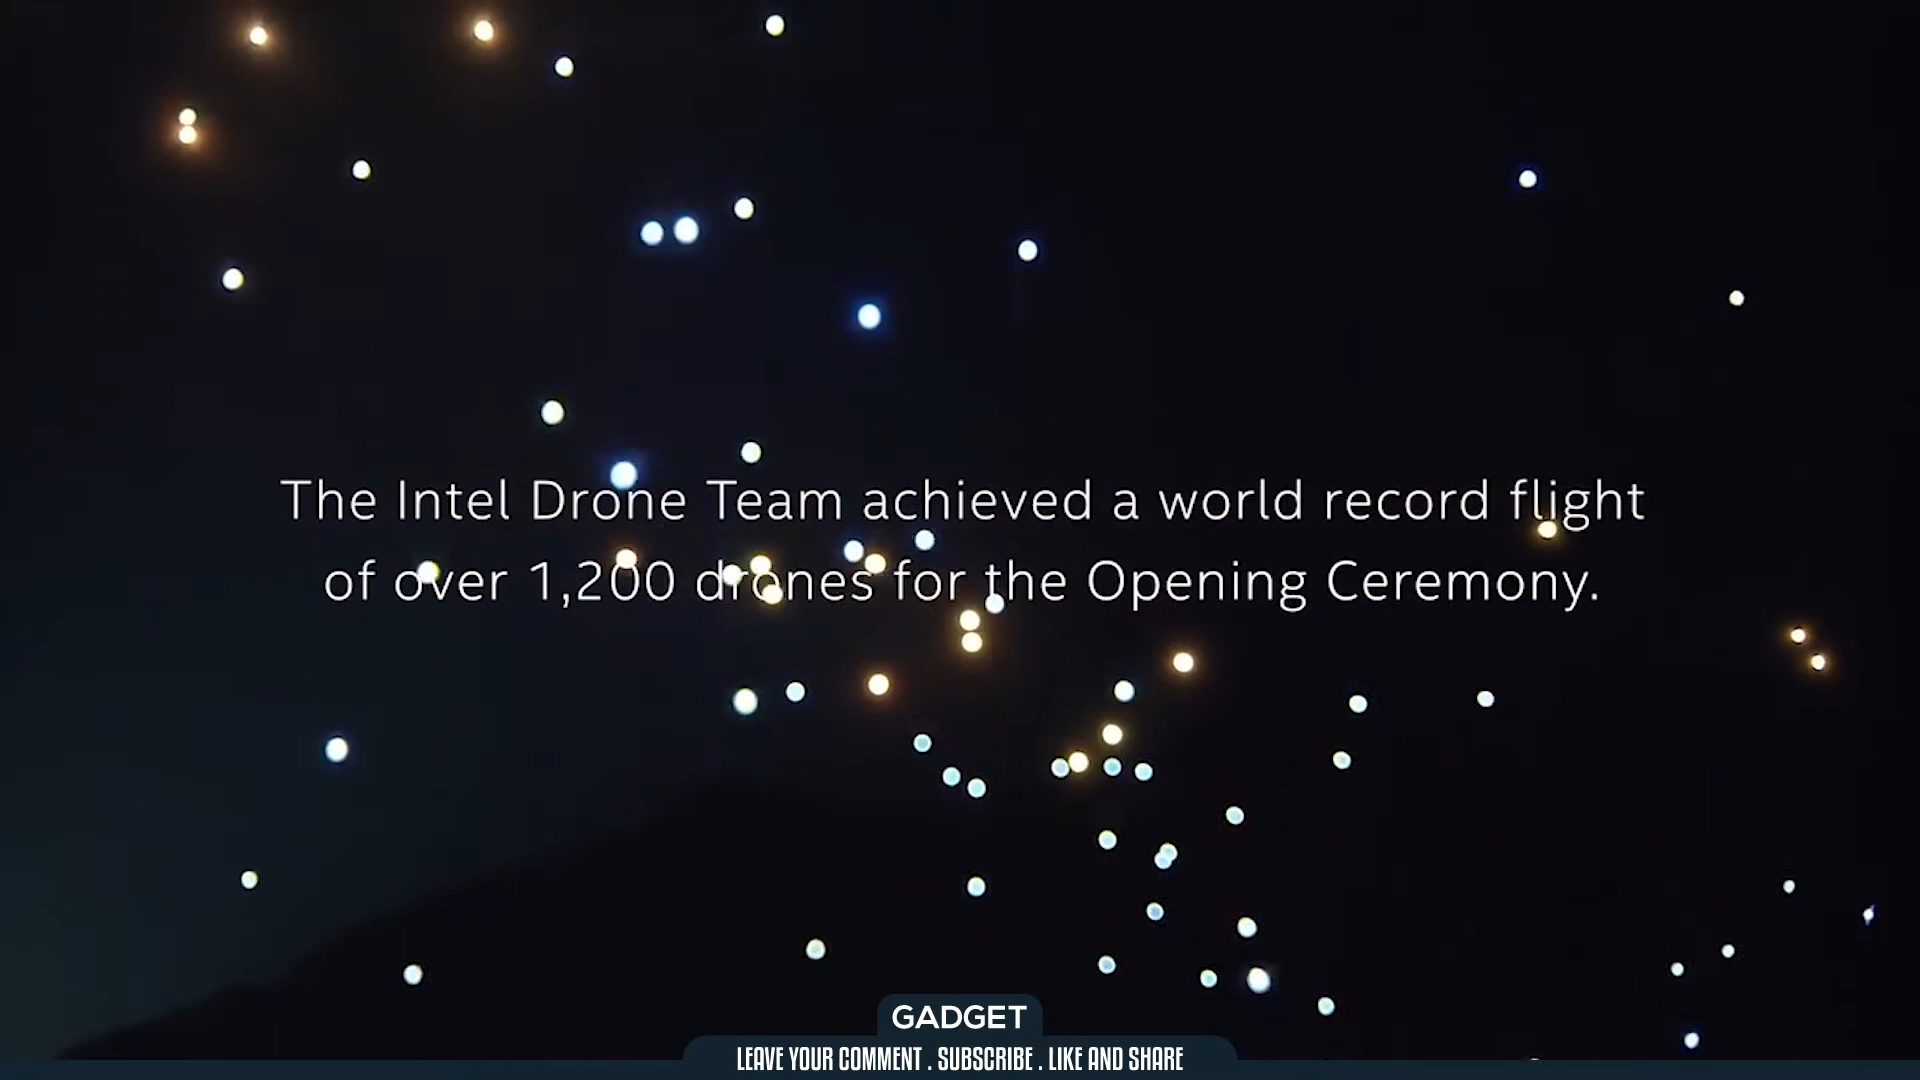 The Intel Drone Team achieved a world record flight
of over 1,200 drones for the Opening Ceremony.
GADGET
LEAVE YOUR COMMENT . SUBSCRIBE . LIKE AND SHARE